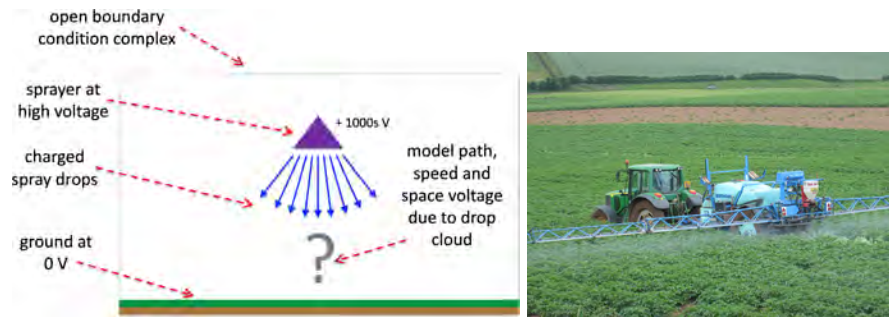 open boundary
condition complex
sprayer at
high voltage
+ 1000s V
charged
spray drops
model path,
speed and
space voltage
due to drop
cloud
ground at
0 V
?